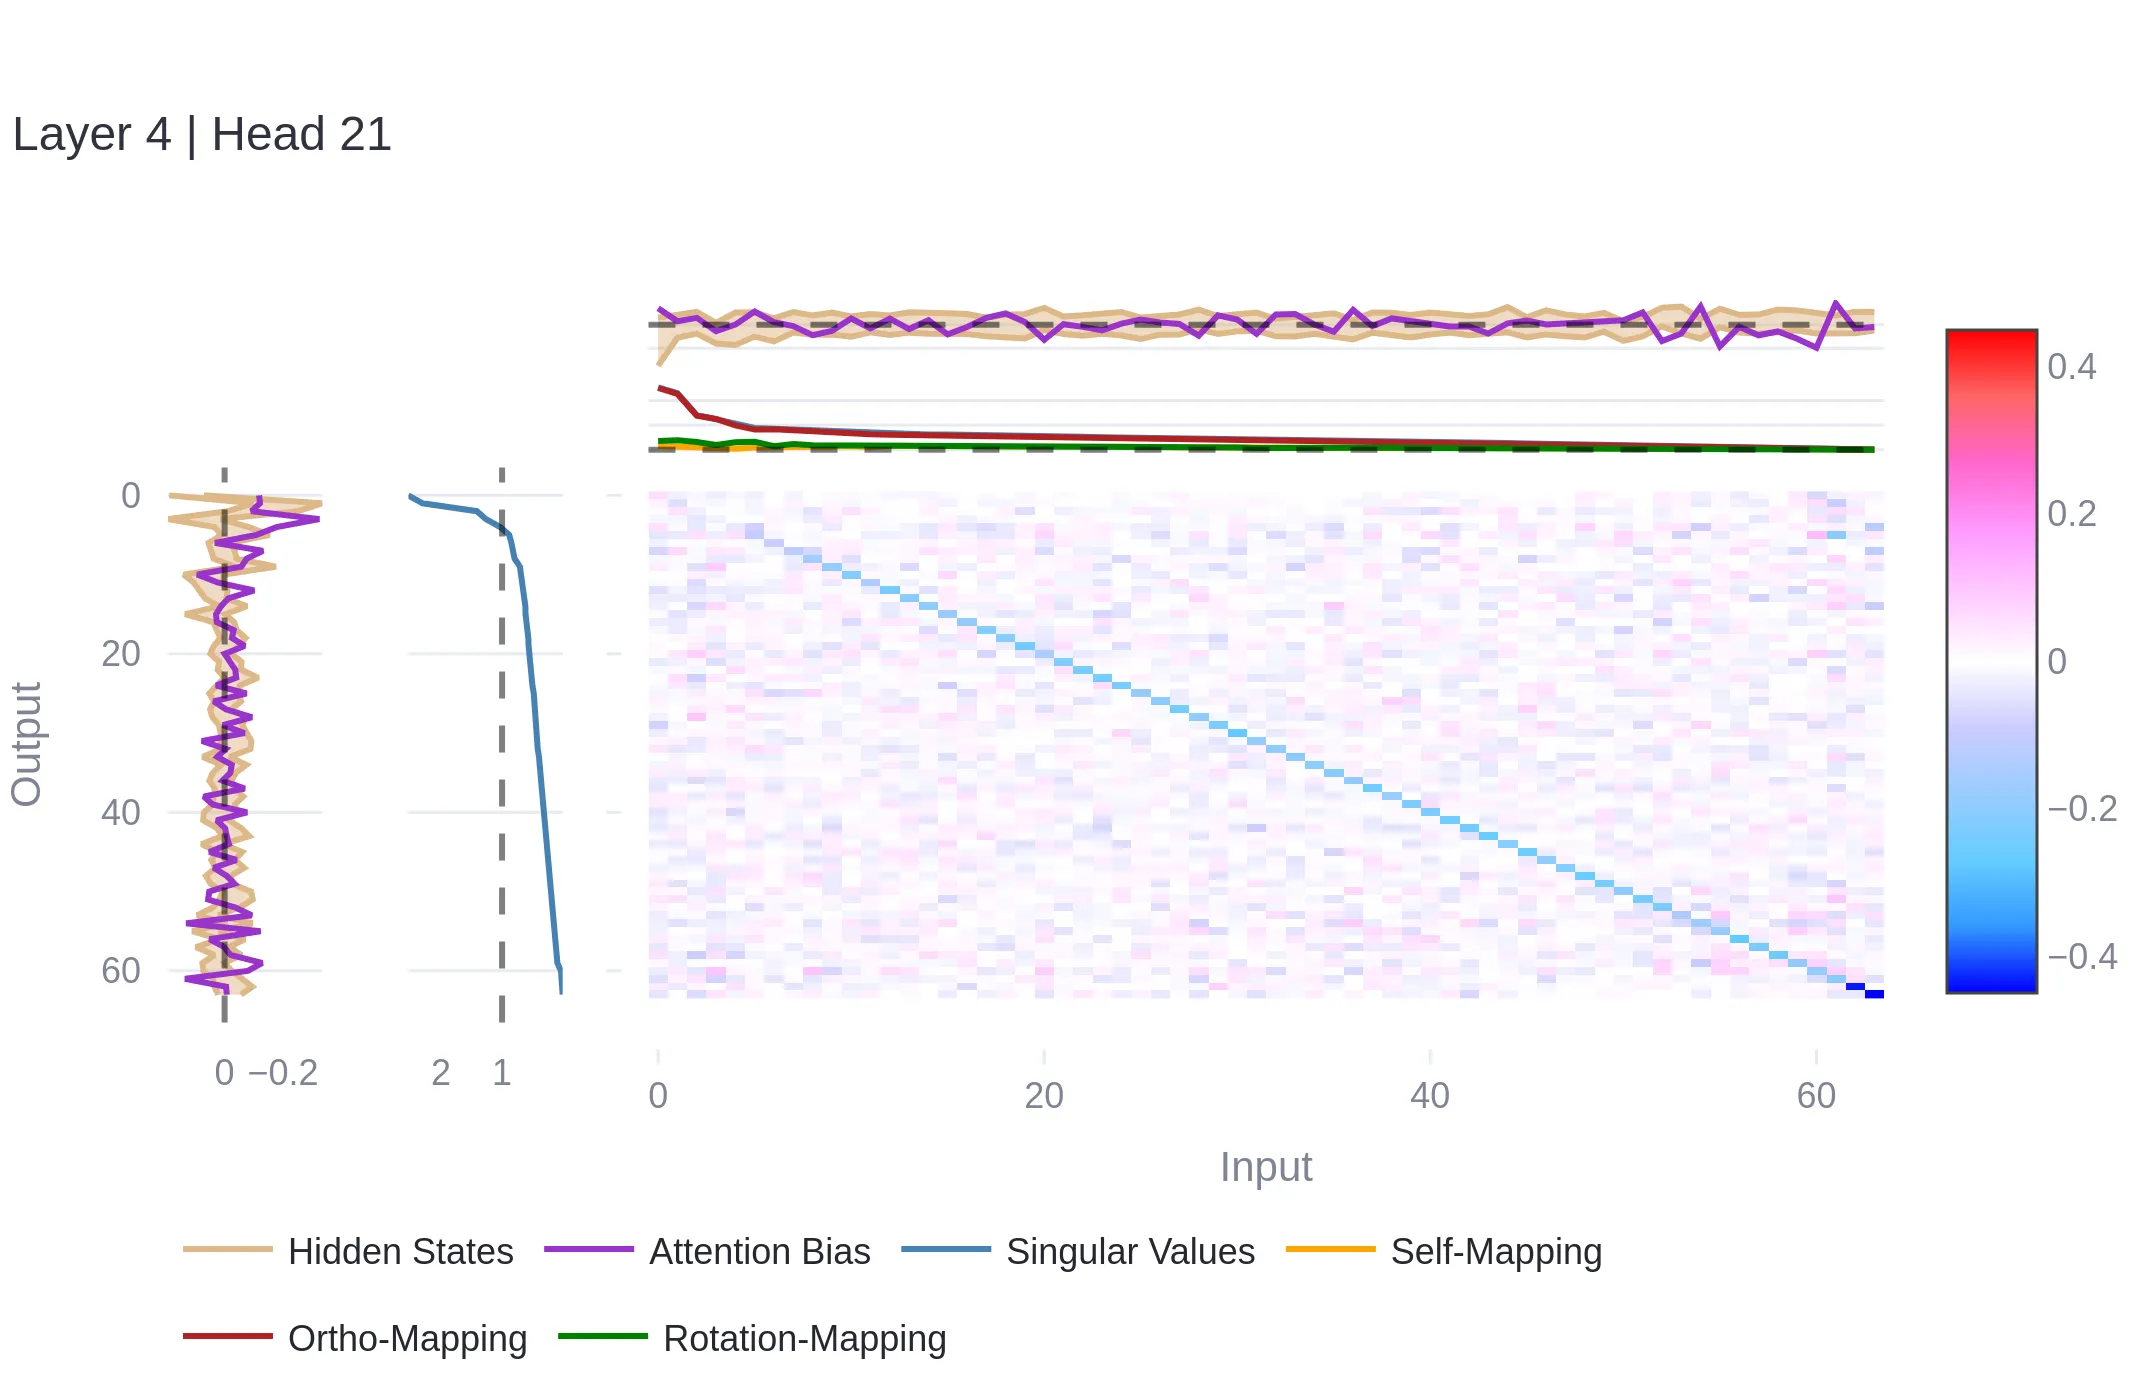 Layer 4 | Head 21
0.4
0.2
0
−0.2
−0.4
Output
0
20
40
60
0 −0.2
2 1
0 20 40 60
Input
Hidden States Attention Bias Singular Values Self-Mapping
Ortho-Mapping Rotation-Mapping